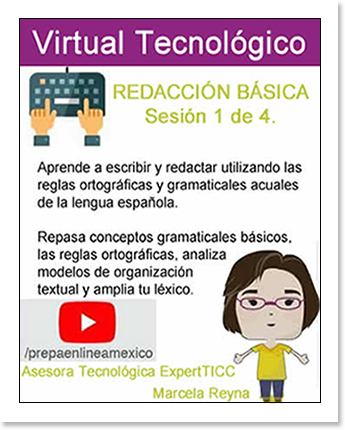 Virtual Tecnológico
REDACCIÓN BÁSICA
Sesión 1 de 4.
Aprende a escribir y redactar utilizando las
reglas ortográficas y gramaticales acuales
de la lengua española.
Repasa conceptos gramaticales básicos,
las reglas ortográficas, analiza
modelos de organización
textual y amplia tu léxico.
/prepaenlineamexico
Asesora Tecnológica ExpertTICC
Marcela Reyna